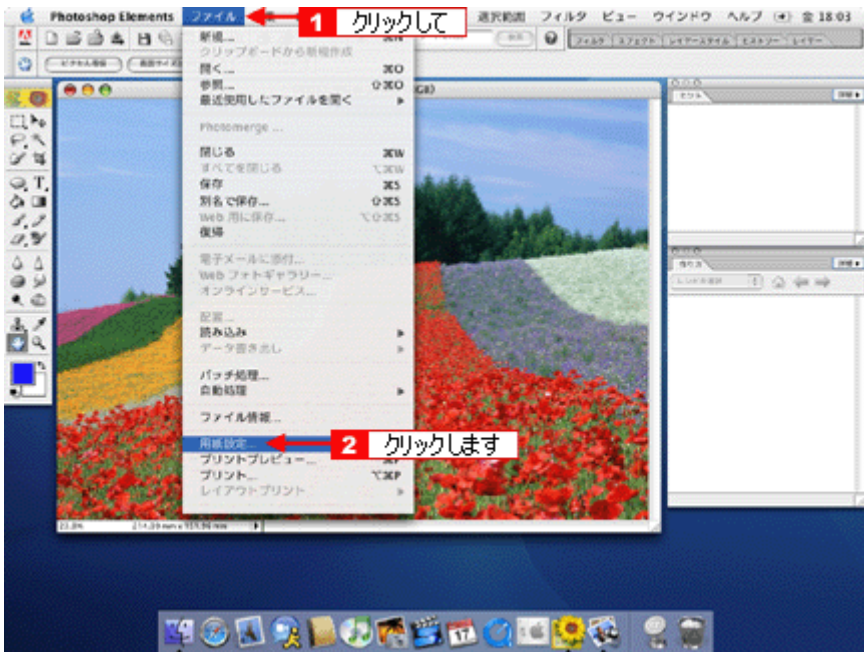 Photoshop Elements ファイル 選択範囲 フィルタ ビュー ウインドウ ヘルプ 金 18:03
1 クリックして
新規... ⌘N
クリップボードから新規作成
開く... ⌘O
参照... ⇧⌘O
最近使用したファイルを開く
Photomerge ...
閉じる ⌘W
すべてを閉じる ⌥⌘W
保存 ⌘S
別名で保存... ⇧⌘S
Web 用に保存... ⌥⇧⌘S
復帰
電子メールに添付...
Web フォトギャラリー...
オンラインサービス...
配置...
読み込み
データ書き出し
バッチ処理...
自動処理
ファイル情報...
用紙設定...
2 クリックします
プリントプレビュー... ⌘P
プリント... ⌥⌘P
レイアウトプリント
ヒント
作り方
17